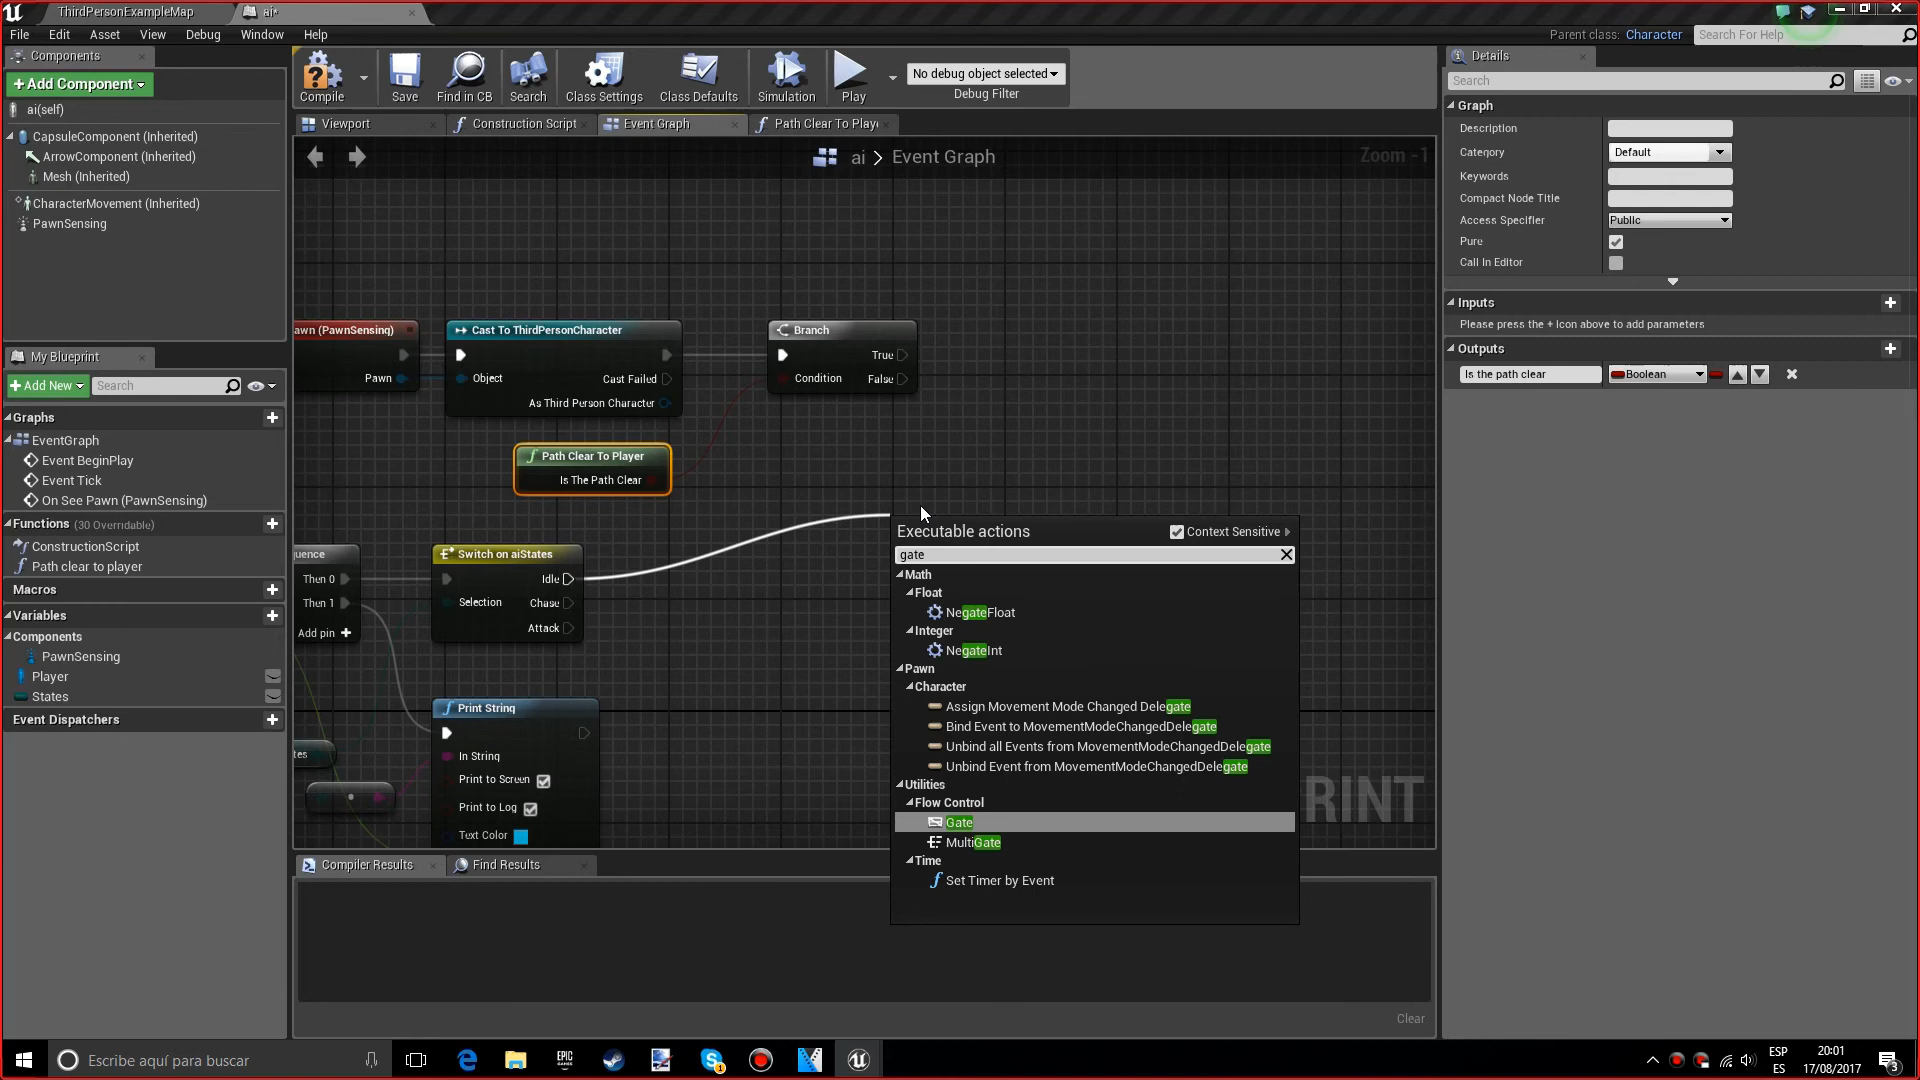 ThirdPersonExampleMap
ai*
File Edit Asset View Debug Window Help
Parent class: Character
Search For Help
Components
+Add Component
ai(self)
CapsuleComponent (Inherited)
ArrowComponent (Inherited)
Mesh (Inherited)
CharacterMovement (Inherited)
PawnSensing
My Blueprint
+Add New
Search
Graphs
EventGraph
Event BeginPlay
Event Tick
On See Pawn (PawnSensing)
Functions (30 Overridable)
ConstructionScript
Path clear to player
Macros
Variables
Components
PawnSensing
Player
States
Event Dispatchers
Compile
Save
Find in CB
Search
Class Settings
Class Defaults
Simulation
Play
No debug object selected
Debug Filter
Viewport
Construction Script
Event Graph
Path Clear To Playe
ai > Event Graph
Zoom -1
awn (PawnSensing)
Pawn
Cast To ThirdPersonCharacter
Object
Cast Failed
As Third Person Character
Branch
True
Condition
False
Path Clear To Player
Is The Path Clear
uence
Then 0
Then 1
Add pin +
Switch on aiStates
Idle
Selection
Chase
Attack
Print String
In String
Print to Screen
Print to Log
Text Color
tes
Executable actions
Context Sensitive
gate
Math
Float
NegateFloat
Integer
NegateInt
Pawn
Character
Assign Movement Mode Changed Delegate
Bind Event to MovementModeChangedDelegate
Unbind all Events from MovementModeChangedDelegate
Unbind Event from MovementModeChangedDelegate
Utilities
Flow Control
Gate
MultiGate
Time
Set Timer by Event
RINT
Compiler Results
Find Results
Clear
Details
Search
Graph
Description
Category
Default
Keywords
Compact Node Title
Access Specifier
Public
Pure
Call In Editor
Inputs
Please press the + Icon above to add parameters
Outputs
Is the path clear
Boolean
Escribe aquí para buscar
EPIC GAMES
1
ESP
ES
20:01
17/08/2017
3